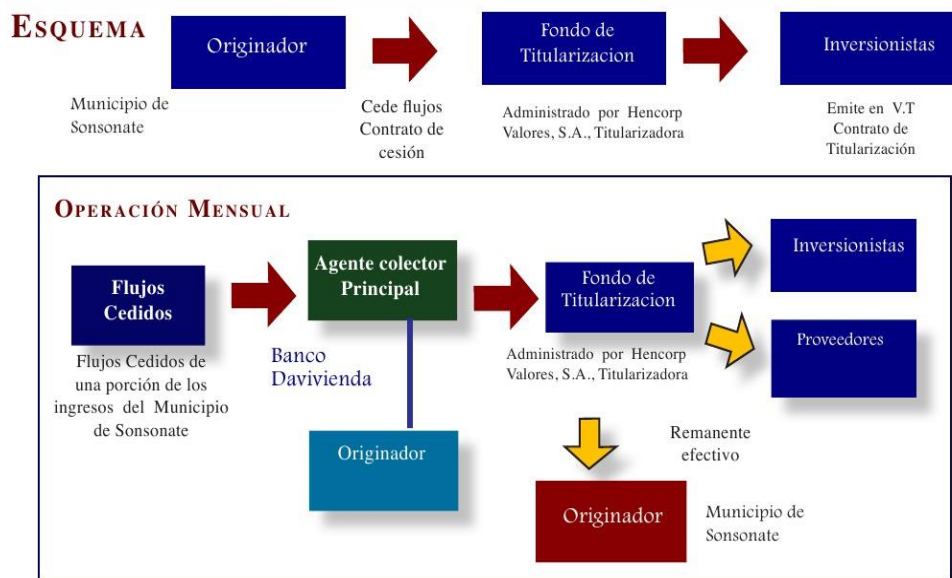 ESQUEMA
Originador
Municipio de
Sonsonate
Cede flujos
Contrato de
cesión
Fondo de
Titularizacion
Administrado por Hencorp
Valores, S.A., Titularizadora
Inversionistas
Emite en V.T
Contrato de
Titularización
OPERACIÓN MENSUAL
Flujos
Cedidos
Flujos Cedidos de
una porción de los
ingresos del Municipio
de Sonsonate
Agente colector
Principal
Banco
Davivienda
Originador
Fondo de
Titularizacion
Administrado por Hencorp
Valores, S.A., Titularizadora
Inversionistas
Proveedores
Remanente
efectivo
Originador
Municipio de
Sonsonate